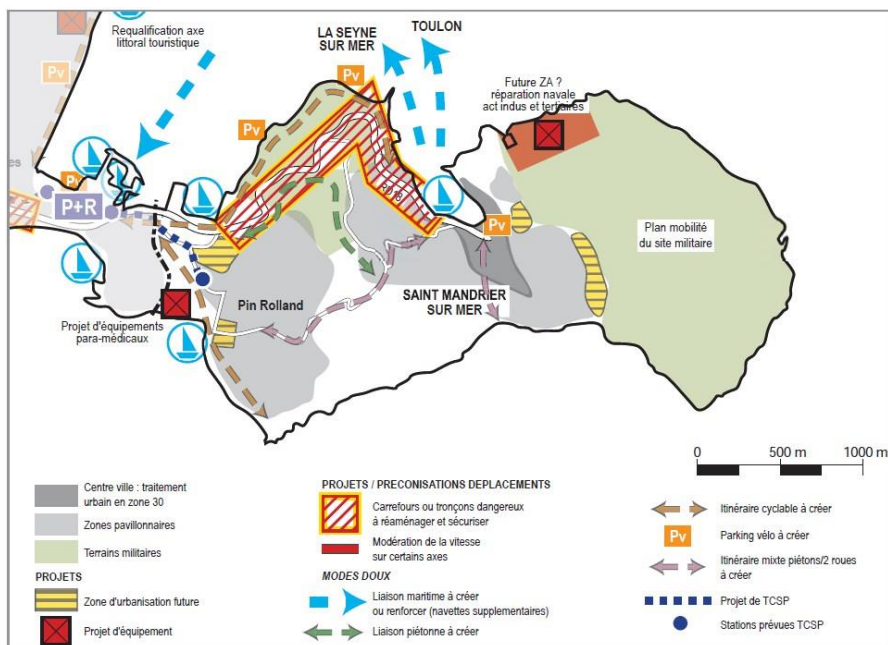 Requalification axe
littoral touristique
LA SEYNE
SUR MER
TOULON
Pv
Pv
Pv
Future ZA ?
réparation navale
act indus et tertiaires
es
Pv
P+R
RD18
Pv
Plan mobilité
du site militaire
Pin Rolland
SAINT MANDRIER
SUR MER
Projet d'équipements
para-médicaux
0 500 m 1000 m
Centre ville : traitement
urbain en zone 30
Zones pavillonnaires
Terrains militaires
PROJETS
Zone d'urbanisation future
Projet d'équipement
PROJETS / PRECONISATIONS DEPLACEMENTS
Carrefours ou tronçons dangereux
à réaménager et sécuriser
Modération de la vitesse
sur certains axes
MODES DOUX
Liaison maritime à créer
ou renforcer (navettes supplementaires)
Liaison piétonne à créer
Itinéraire cyclable à créer
Pv
Parking vélo à créer
Itinéraire mixte piétons/2 roues
à créer
Projet de TCSP
Stations prévues TCSP